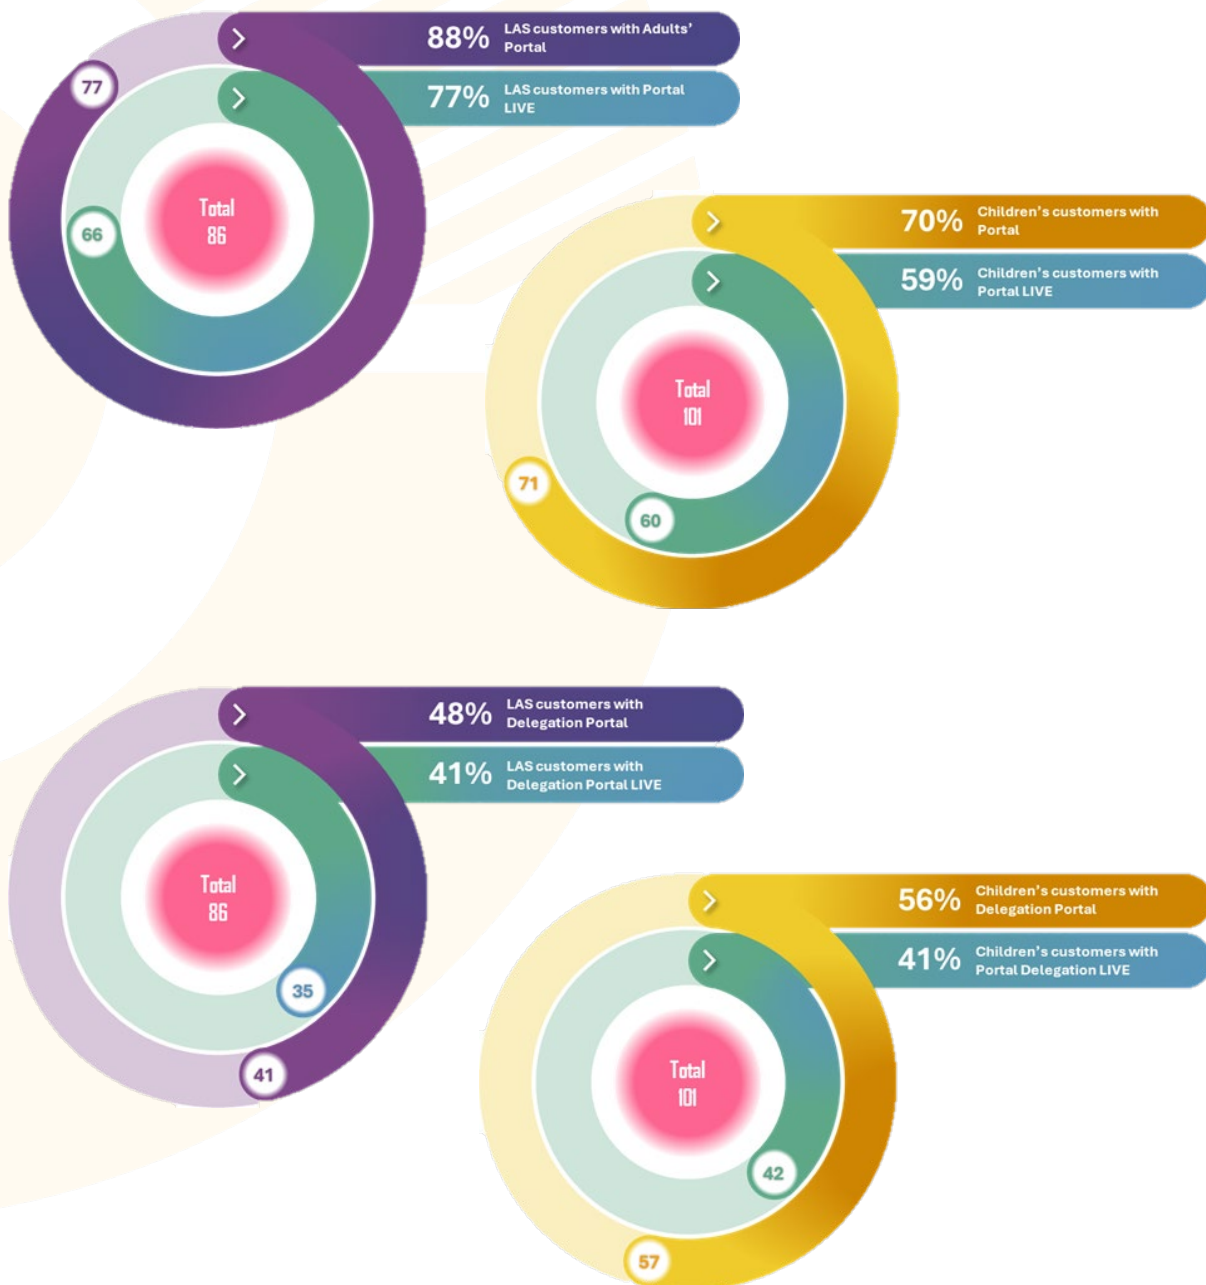 88%
LAS customers with Adults'
Portal
77%
LAS customers with Portal
LIVE
77
66
Total
86
70%
Children's customers with
Portal
59%
Children's customers with
Portal LIVE
Total
101
71
60
48%
LAS customers with
Delegation Portal
41%
LAS customers with
Delegation Portal LIVE
Total
86
35
41
56%
Children's customers with
Delegation Portal
41%
Children's customers with
Portal Delegation LIVE
Total
101
42
57